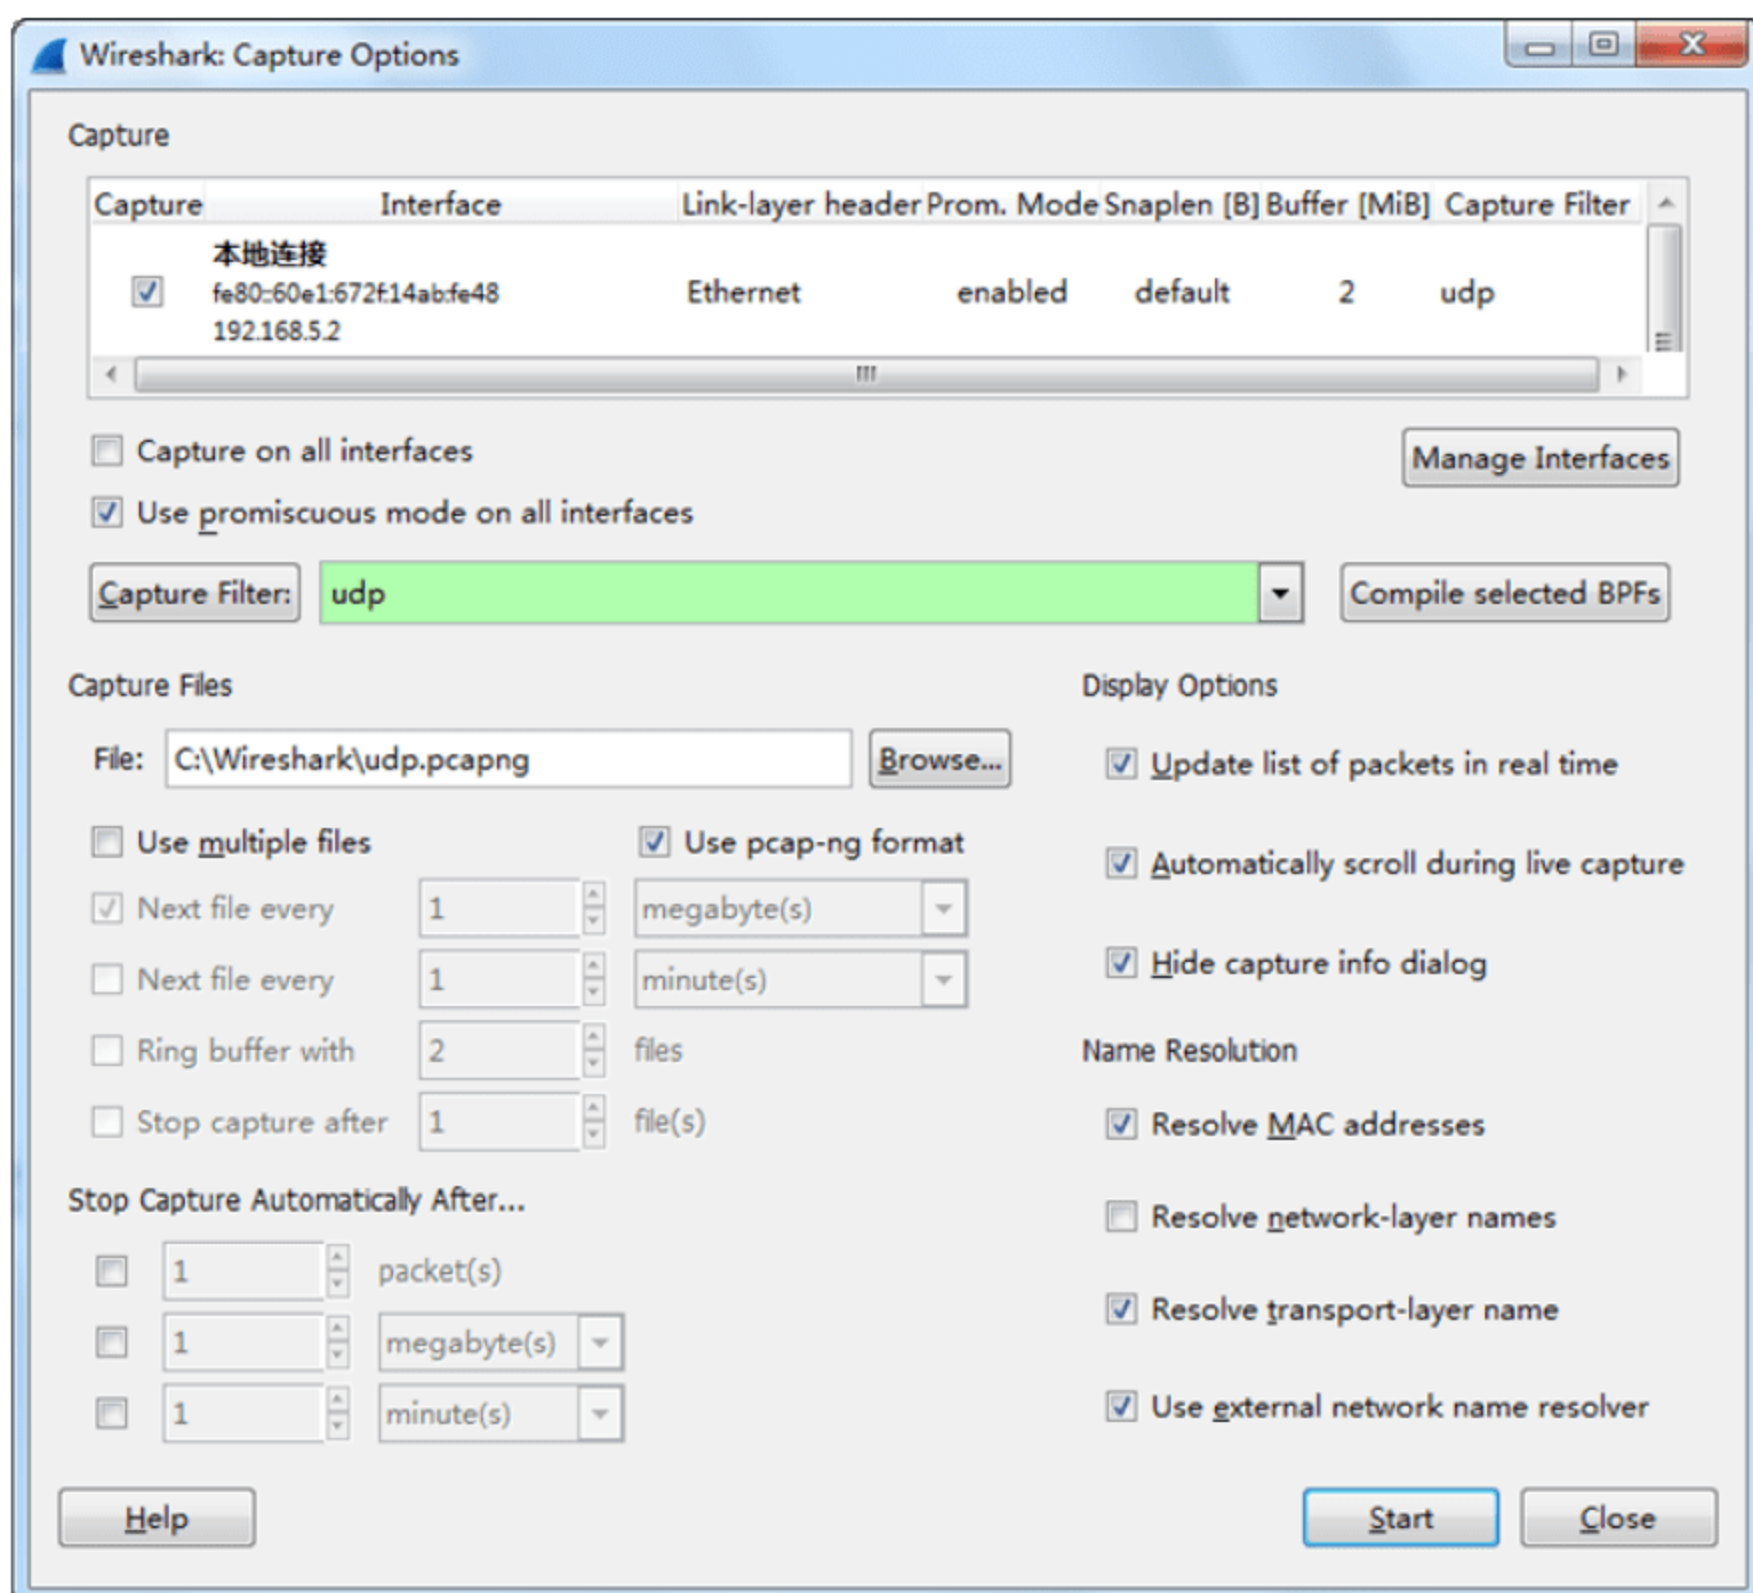 Wireshark: Capture Options
Capture
Capture Interface Link-layer header Prom. Mode Snaplen [B] Buffer [MiB] Capture Filter
本地连接
fe80::60e1:672f:14ab:fe48 Ethernet enabled default 2 udp
192.168.5.2
Capture on all interfaces
Manage Interfaces
Use promiscuous mode on all interfaces
Capture Filter: udp Compile selected BPFs
Capture Files
Display Options
File: C:\Wireshark\udp.pcapng Browse...
Update list of packets in real time
Use multiple files Use pcap-ng format
Automatically scroll during live capture
Next file every 1 megabyte(s)
Next file every 1 minute(s)
Hide capture info dialog
Ring buffer with 2 files
Name Resolution
Stop capture after 1 file(s)
Resolve MAC addresses
Stop Capture Automatically After...
Resolve network-layer names
1 packet(s)
Resolve transport-layer name
1 megabyte(s)
1 minute(s)
Use external network name resolver
Help Start Close